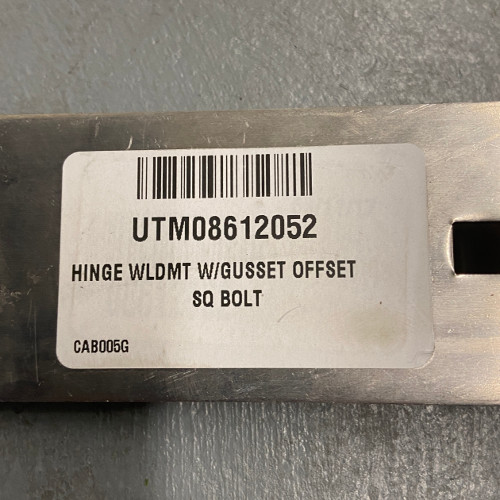 UTM08612052
HINGE WLDMT W/GUSSET OFFSET
SQ BOLT
CAB005G